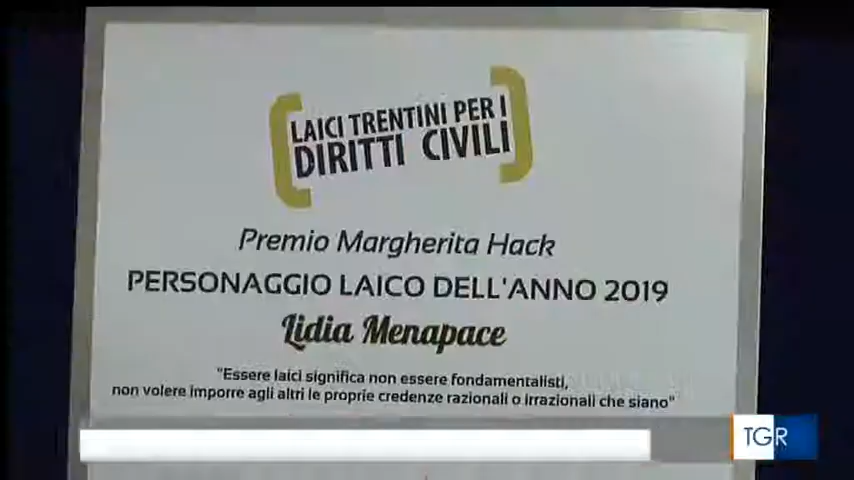 LAICI TRENTINI PER I
DIRITTI CIVILI
Premio Margherita Hack
PERSONAGGIO LAICO DELL'ANNO 2019
Lidia Menapace
"Essere laici significa non essere fondamentalisti,
non volere imporre agli altri le proprie credenze razionali o irrazionali che siano"
TGR